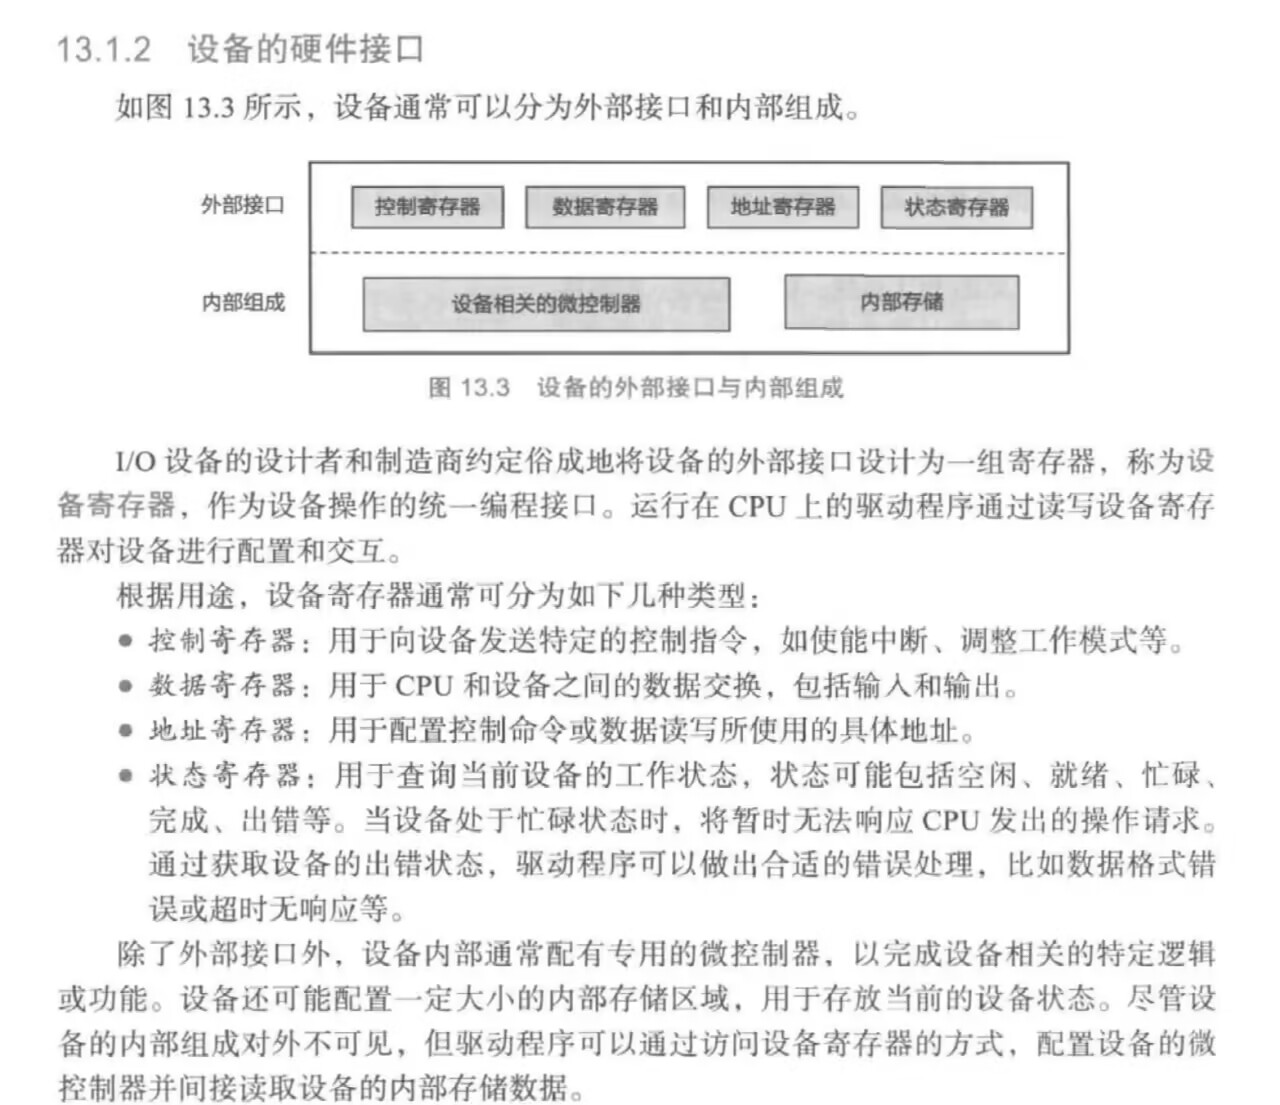 13.1.2 设备的硬件接口
如图 13.3 所示，设备通常可以分为外部接口和内部组成。
外部接口 控制寄存器 数据寄存器 地址寄存器 状态寄存器
内部组成 设备相关的微控制器 内部存储
图 13.3 设备的外部接口与内部组成
I/O 设备的设计者和制造商约定俗成地将设备的外部接口设计为一组寄存器，称为设
备寄存器，作为设备操作的统一编程接口。运行在 CPU 上的驱动程序通过读写设备寄存
器对设备进行配置和交互。
根据用途，设备寄存器通常可分为如下几种类型：
● 控制寄存器：用于向设备发送特定的控制指令，如使能中断、调整工作模式等。
● 数据寄存器：用于 CPU 和设备之间的数据交换，包括输入和输出。
● 地址寄存器：用于配置控制命令或数据读写所使用的具体地址。
● 状态寄存器：用于查询当前设备的工作状态，状态可能包括空闲、就绪、忙碌、
完成、出错等。当设备处于忙碌状态时，将暂时无法响应 CPU 发出的操作请求。
通过获取设备的出错状态，驱动程序可以做出合适的错误处理，比如数据格式错
误或超时无响应等。
除了外部接口外，设备内部通常配有专用的微控制器，以完成设备相关的特定逻辑
或功能。设备还可能配置一定大小的内部存储区域，用于存放当前的设备状态。尽管设
备的内部组成对外不可见，但驱动程序可以通过访问设备寄存器的方式，配置设备的微
控制器并间接读取设备的内部存储数据。